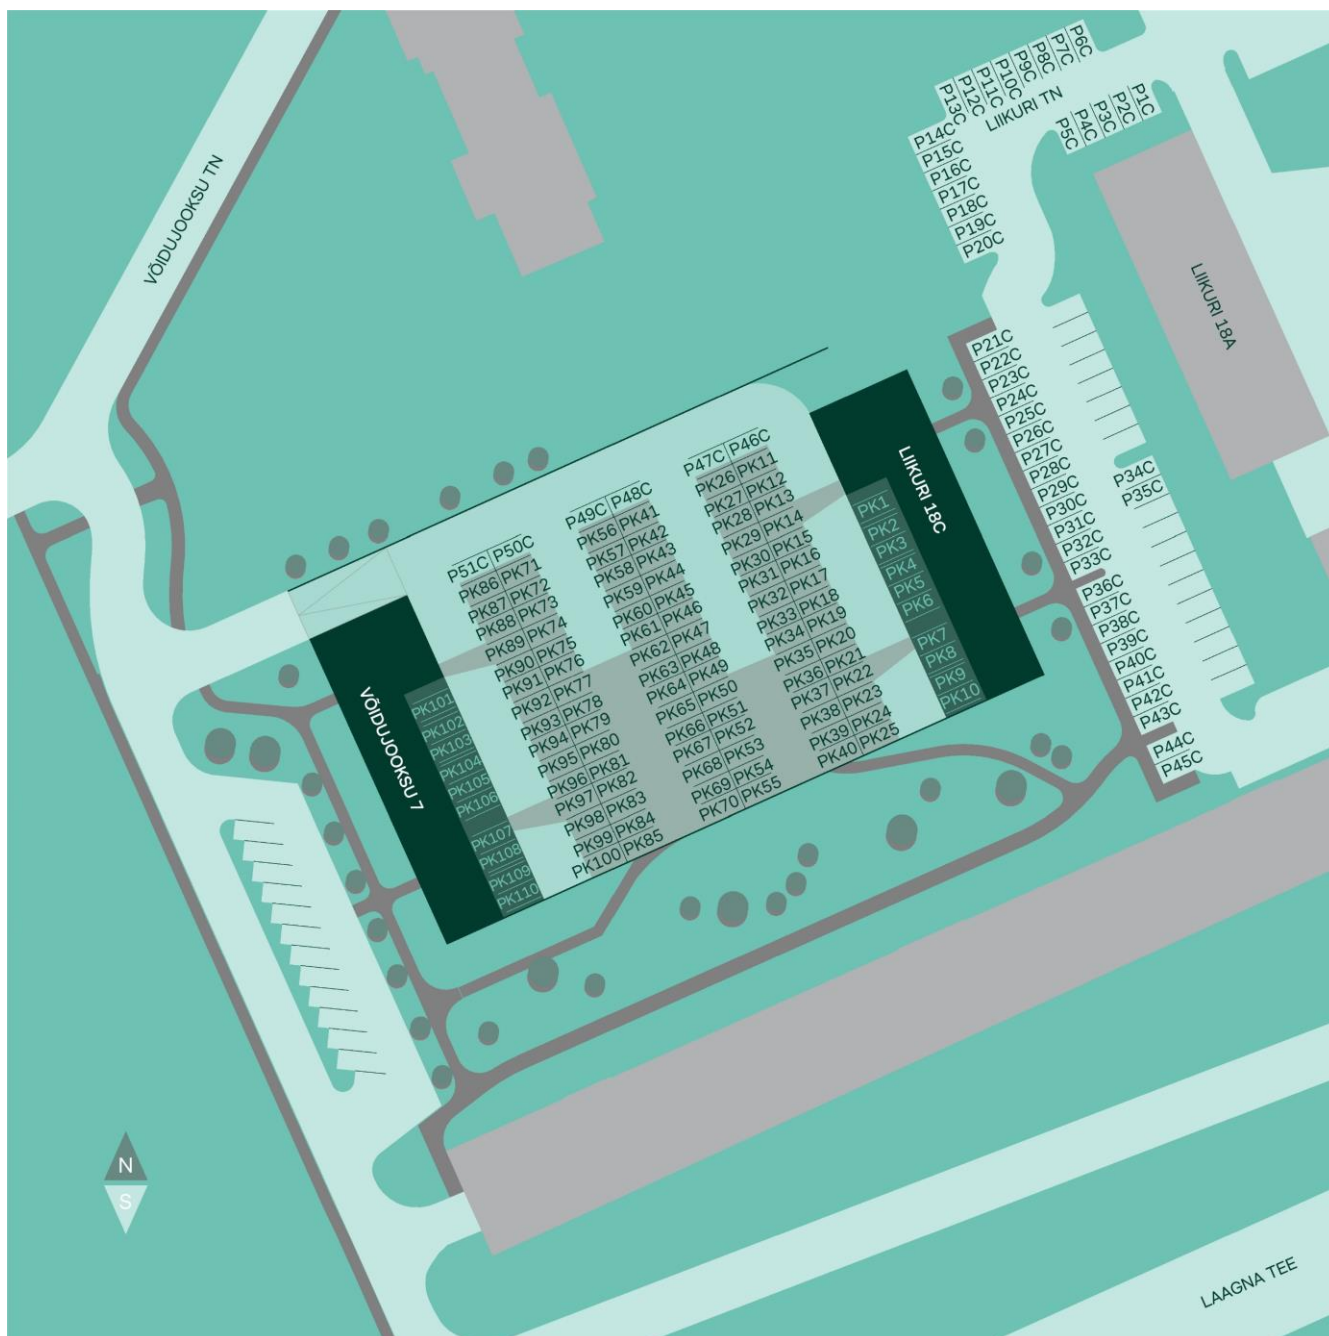 VÕIDUJOOKSU TN
P6C
P7C
P8C
P9C
P10C
P11C
P12C
P13C
LIIKURI TN
P1C
P2C
P3C
P4C
P5C
P14C
P15C
P16C
P17C
P18C
P19C
P20C
LIIKURI 18A
P21C
P22C
P23C
P24C
P25C
P26C
P27C
P28C
P29C
P30C
P31C
P32C
P33C
P34C
P35C
P36C
P37C
P38C
P39C
P40C
P41C
P42C
P43C
P44C
P45C
LIIKURI 18C
PK1
PK2
PK3
PK4
PK5
PK6
PK7
PK8
PK9
PK10
P47C P46C
PK26 PK11
PK27 PK12
PK28 PK13
PK29 PK14
PK30 PK15
PK31 PK16
PK32 PK17
PK33 PK18
PK34 PK19
PK35 PK20
PK36 PK21
PK37 PK22
PK38 PK23
PK39 PK24
PK40 PK25
P49C P48C
PK56 PK41
PK57 PK42
PK58 PK43
PK59 PK44
PK60 PK45
PK61 PK46
PK62 PK47
PK63 PK48
PK64 PK49
PK65 PK50
PK66 PK51
PK67 PK52
PK68 PK53
PK69 PK54
PK70 PK55
P51C P50C
PK86 PK71
PK87 PK72
PK88 PK73
PK89 PK74
PK90 PK75
PK91 PK76
PK92 PK77
PK93 PK78
PK94 PK79
PK95 PK80
PK96 PK81
PK97 PK82
PK98 PK83
PK99 PK84
PK100 PK85
VÕIDUJOOKSU 7
PK101
PK102
PK103
PK104
PK105
PK106
PK107
PK108
PK109
PK110
N
S
LAAGNA TEE